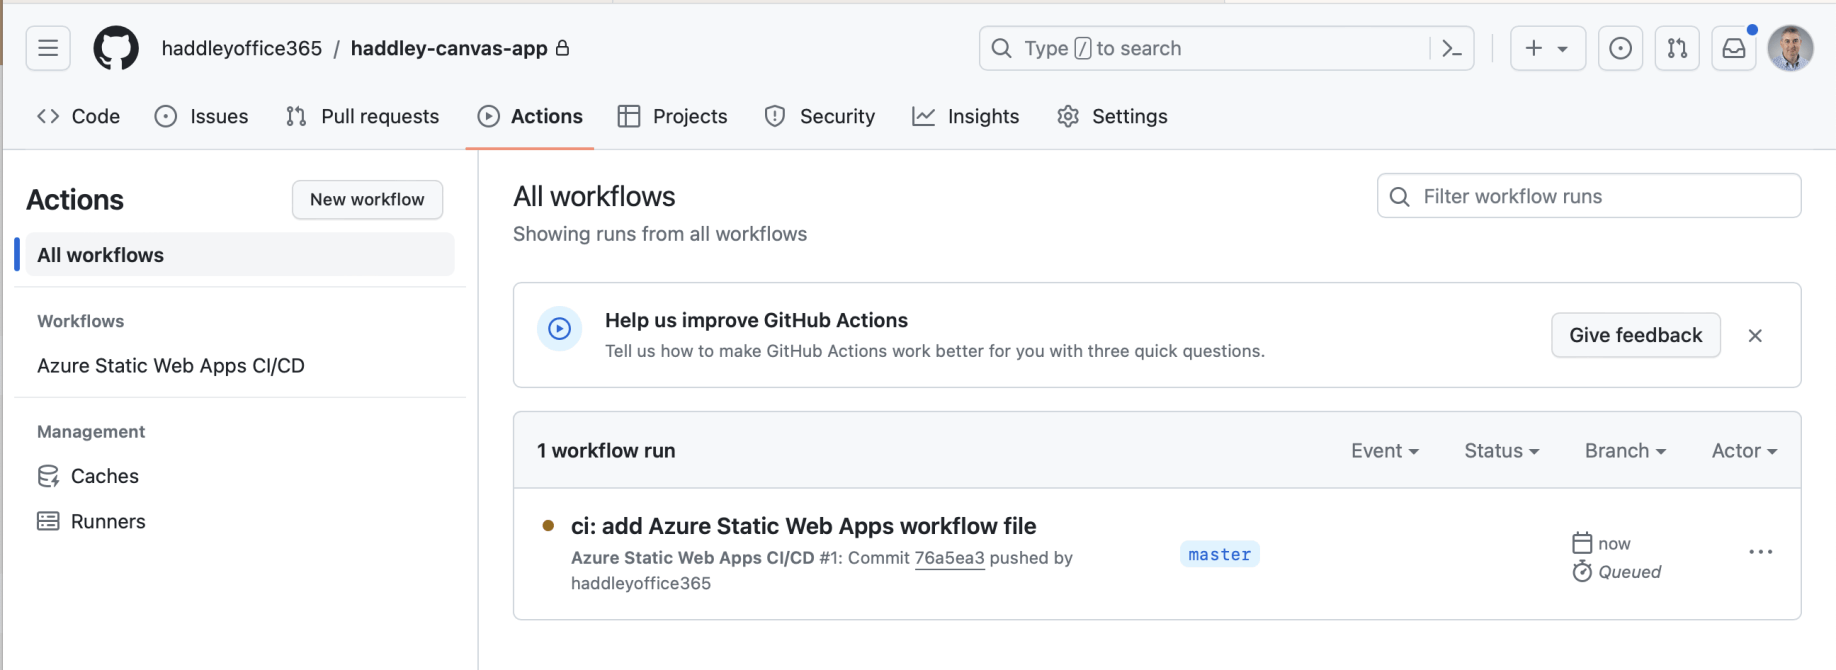 haddleyoffice365 / haddley-canvas-app
Type / to search
Code Issues Pull requests Actions Projects Security Insights Settings
Actions
New workflow
All workflows
Workflows
Azure Static Web Apps CI/CD
Management
Caches
Runners
All workflows
Showing runs from all workflows
Filter workflow runs
Help us improve GitHub Actions
Tell us how to make GitHub Actions work better for you with three quick questions.
Give feedback
1 workflow run
Event Status Branch Actor
ci: add Azure Static Web Apps workflow file
Azure Static Web Apps CI/CD #1: Commit 76a5ea3 pushed by
haddleyoffice365
master
now
Queued